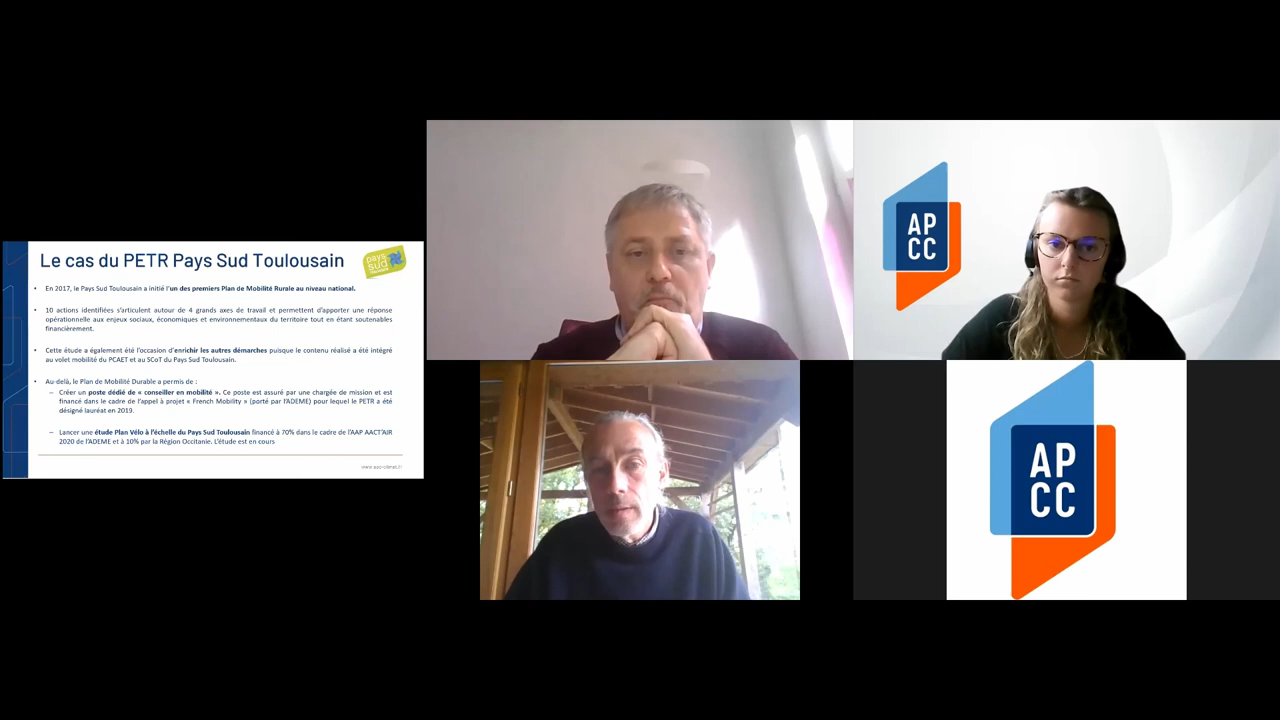 Le cas du PETR Pays Sud Toulousain
pays
sud
• En 2017, le Pays Sud Toulousain a initié l'un des premiers Plan de Mobilité Rurale au niveau national.
• 10 actions identifiées s'articulent autour de 4 grands axes de travail et permettent d'apporter une réponse
opérationnelle aux enjeux sociaux, économiques et environnementaux du territoire tout en étant soutenables
financièrement.
• Cette étude a également été l'occasion d'enrichir les autres démarches puisque le contenu réalisé a été intégré
au volet mobilité du PCAET et au SCoT du Pays Sud Toulousain.
• Au-delà, le Plan de Mobilité Durable a permis de :
– Créer un poste dédié de « conseiller en mobilité ». Ce poste est assuré par une chargée de mission et est
financé dans le cadre de l'appel à projet « French Mobility » (porté par l'ADEME) pour lequel le PETR a été
désigné lauréat en 2019.
– Lancer une étude Plan Vélo à l'échelle du Pays Sud Toulousain financé à 70% dans le cadre de l'AAP AACT'AIR
2020 de l'ADEME et à 10% par la Région Occitanie. L'étude est en cours
www.apc-climat.fr
AP
CC
AP
CC